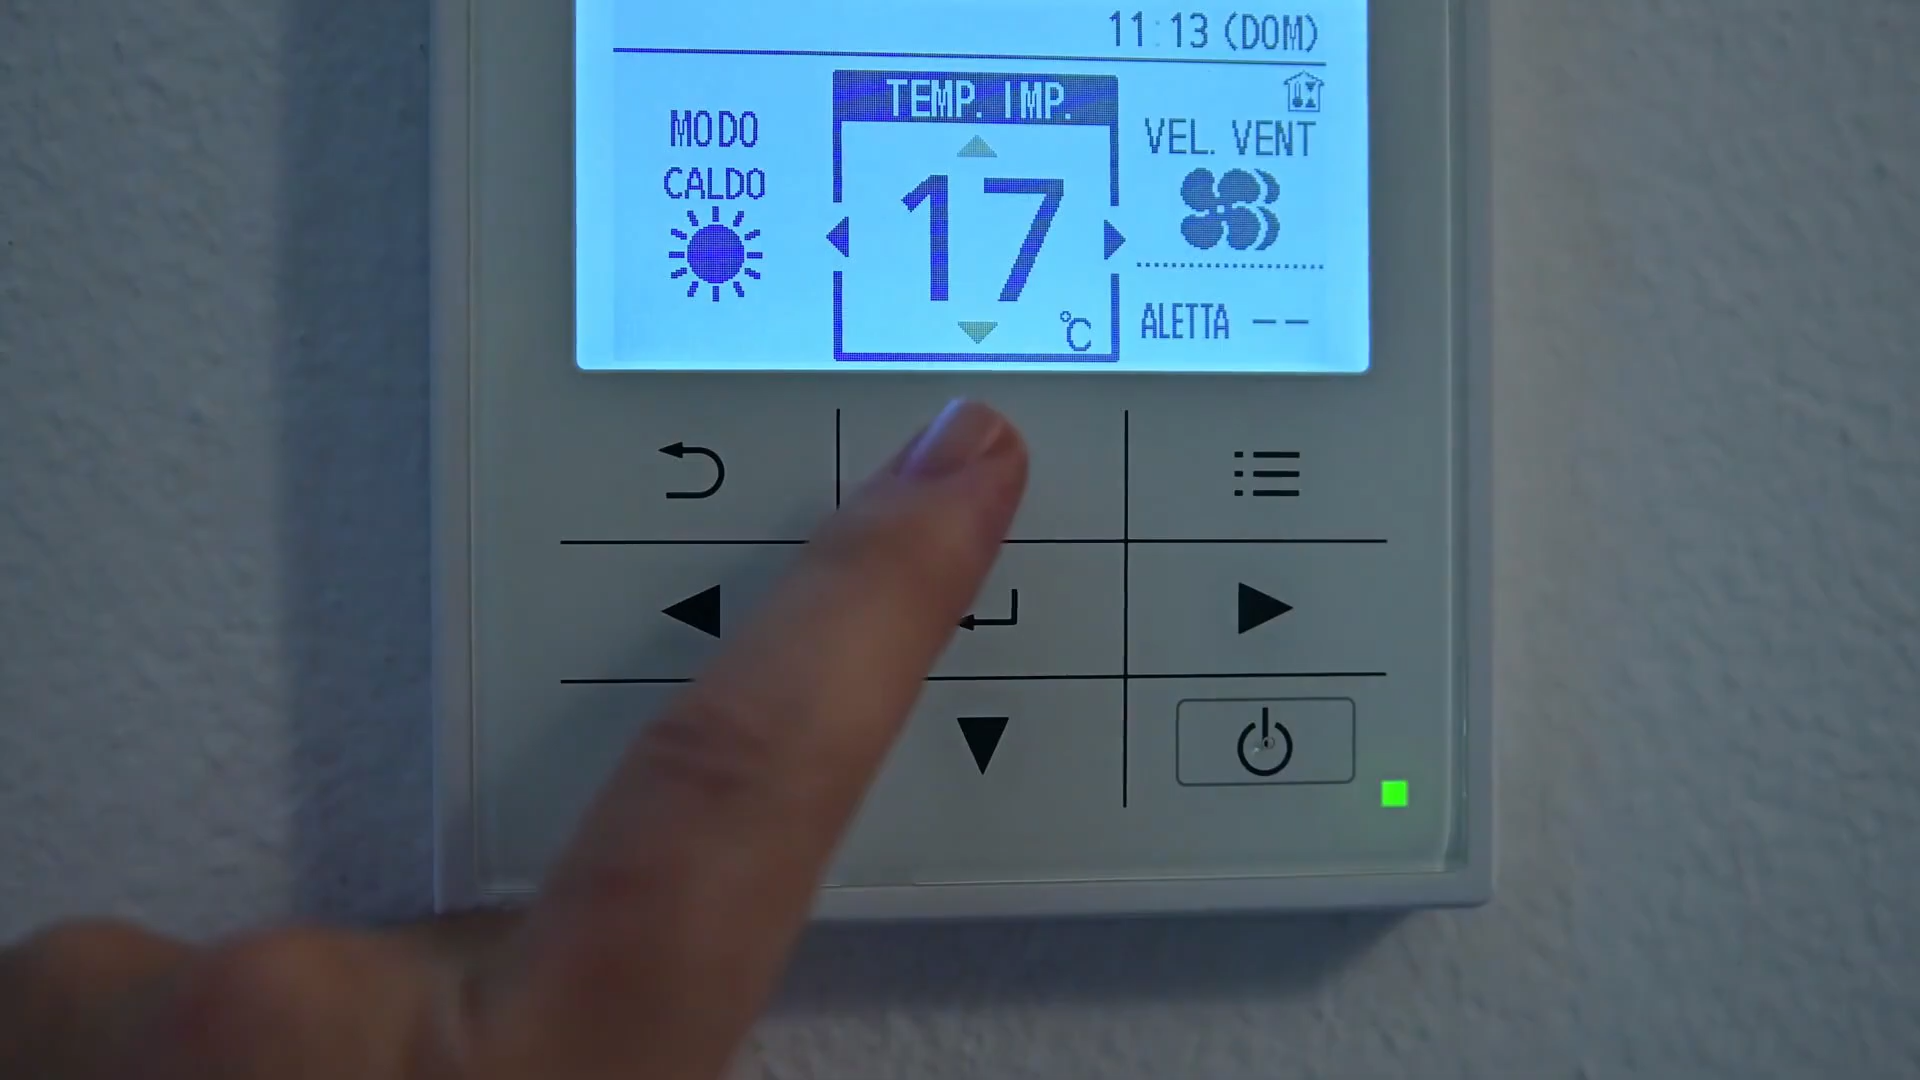 11:13 (DOM)
TEMP. IMP.
MODO
CALDO
17
°C
VEL. VENT
ALETTA --